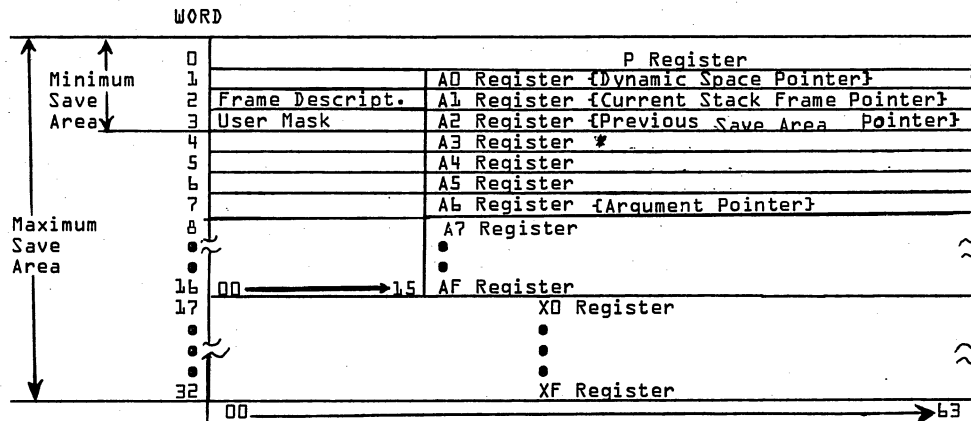 WORD
0 P Register
Minimum 1 A0 Register {Dynamic Space Pointer}
Save 2 Frame Descript. A1 Register {Current Stack Frame Pointer}
Area 3 User Mask A2 Register {Previous Save Area Pointer}
4 A3 Register *
5 A4 Register
6 A5 Register
7 A6 Register {Argument Pointer}
Maximum 8 A7 Register
Save
Area
16 00 15 AF Register
17 X0 Register
32 XF Register
00 63